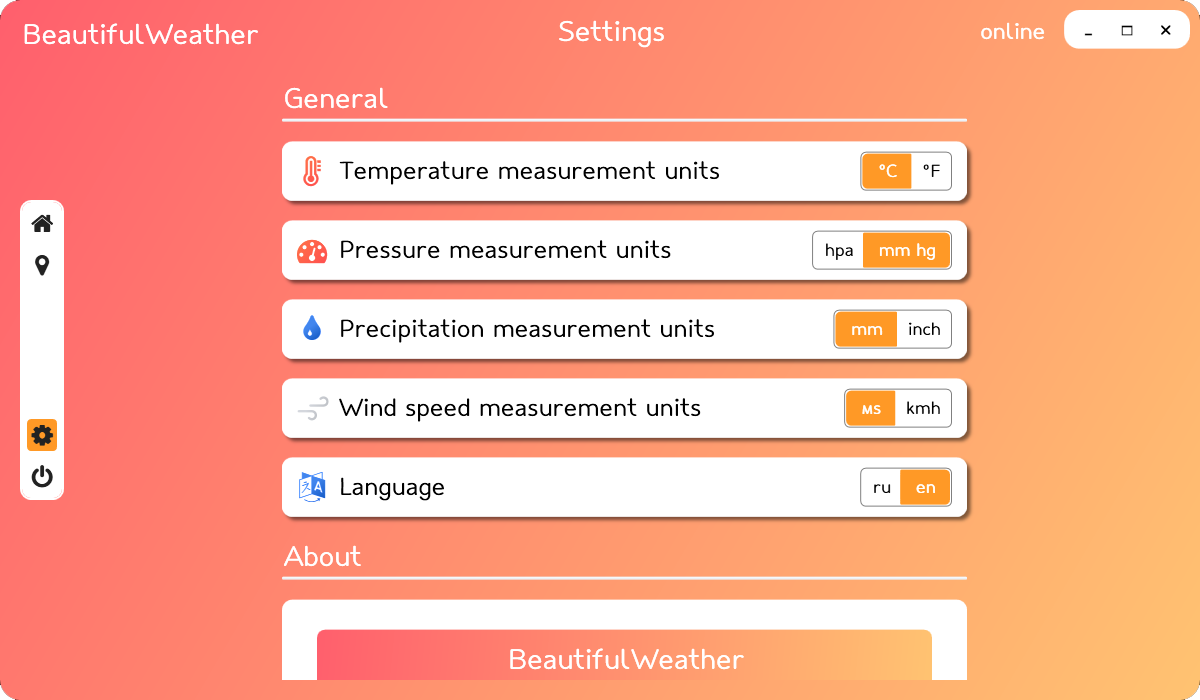 BeautifulWeather
Settings
online
General
Temperature measurement units
°C
°F
Pressure measurement units
hpa
mm hg
Precipitation measurement units
mm
inch
Wind speed measurement units
мs
kmh
Language
ru
en
About
BeautifulWeather